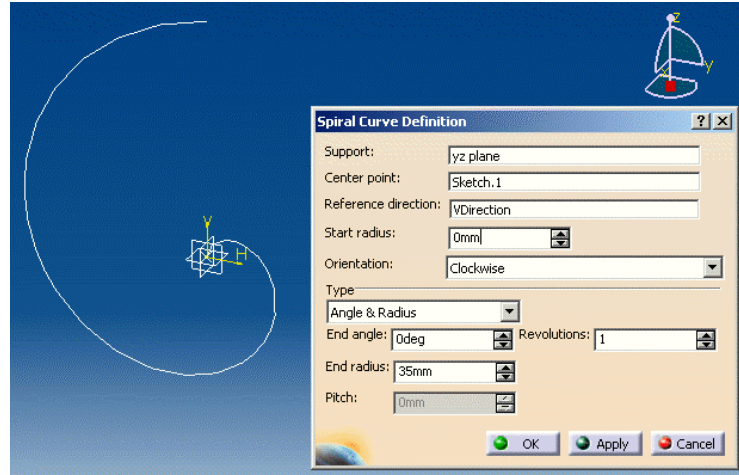 z
x
y
Spiral Curve Definition
Support:
yz plane
Center point:
Sketch.1
Reference direction:
VDirection
Start radius:
0mm
Orientation:
Clockwise
Type
Angle & Radius
End angle: 0deg Revolutions: 1
End radius: 35mm
Pitch: 0mm
OK Apply Cancel
V
H